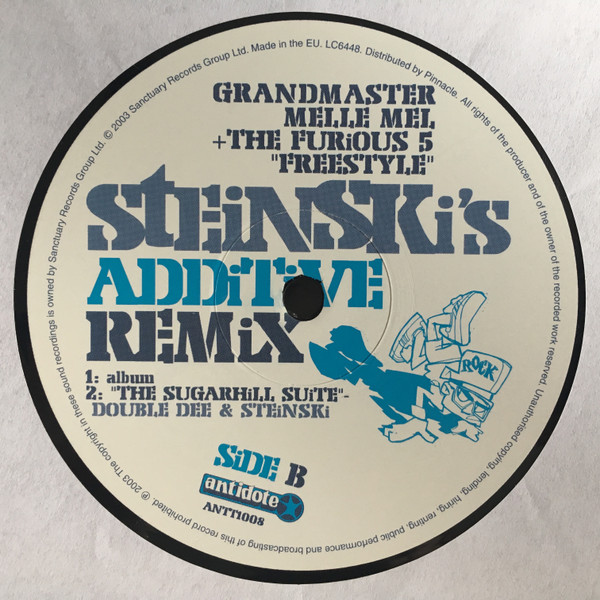 GRANDMASTER
MELLE MEL
+THE FURiOUS 5
"FREESTYLE"
STEiNSKi'S
ADDiTiVE
REMiX
1: album
2: "THE SUGARHiLL SUiTE"-
DOUBLE DEE & STEiNSKi
ROCK
SiDE B
antidote
ANTT1008
℗ 2003 The copyright in these sound recordings is owned by Sanctuary Records Group Ltd. © 2003 Sanctuary Records Group Ltd. Made in the EU. LC6448. Distributed by Pinnacle. All rights of the producer and of the owner of the recorded work reserved. Unauthorised copying, lending, hiring, renting, public performance and broadcasting of this record prohibited